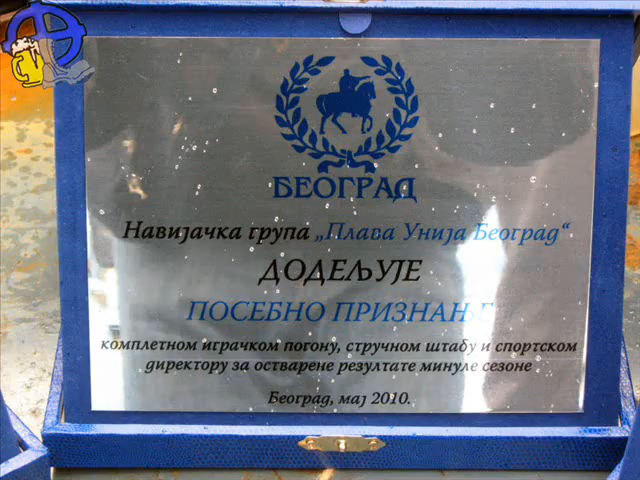 БЕОГРАД
Навијачка група „Плава Унија Београд“
ДОДЕЉУЈЕ
ПОСЕБНО ПРИЗНАЊЕ
комплетном играчком погону, стручном штабу и спортском
директору за остварене резултате минуле сезоне
Београд, мај 2010.